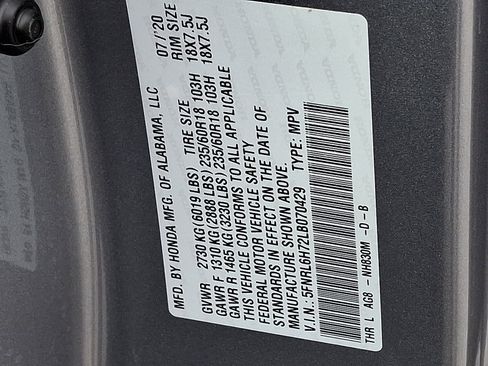 MFD. BY HONDA MFG. OF ALABAMA, LLC 07/'20
TIRE SIZE RIM SIZE
GVWR 2730 KG (6019 LBS)
GAWR F 1310 KG (2888 LBS) 235/60R18 103H 18X7.5J
GAWR R 1465 KG (3230 LBS) 235/60R18 103H 18X7.5J
THIS VEHICLE CONFORMS TO ALL APPLICABLE
FEDERAL MOTOR VEHICLE SAFETY
STANDARDS IN EFFECT ON THE DATE OF
MANUFACTURE SHOWN ABOVE.
V.I.N.: 5FNRL6H72LB070429 TYPE: MPV
THR L AG8 - NH830M -D-B